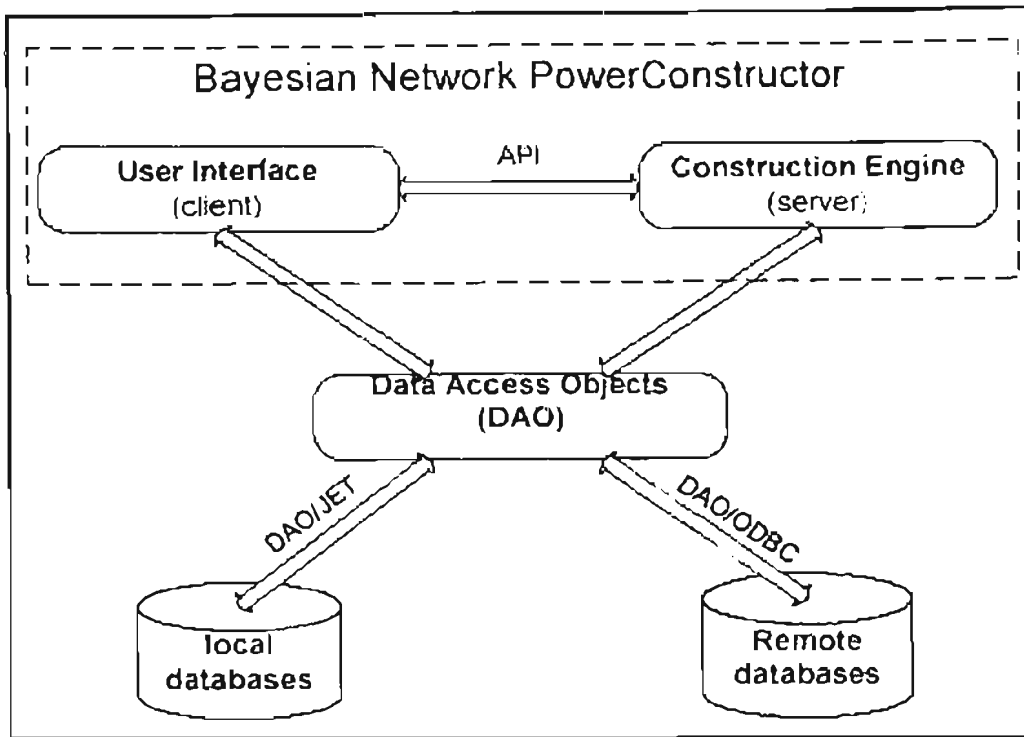 Bayesian Network PowerConstructor
User Interface
(client)
API
Construction Engine
(server)
Data Access Objects
(DAO)
DAO/JET
DAO/ODBC
local
databases
Remote
databases